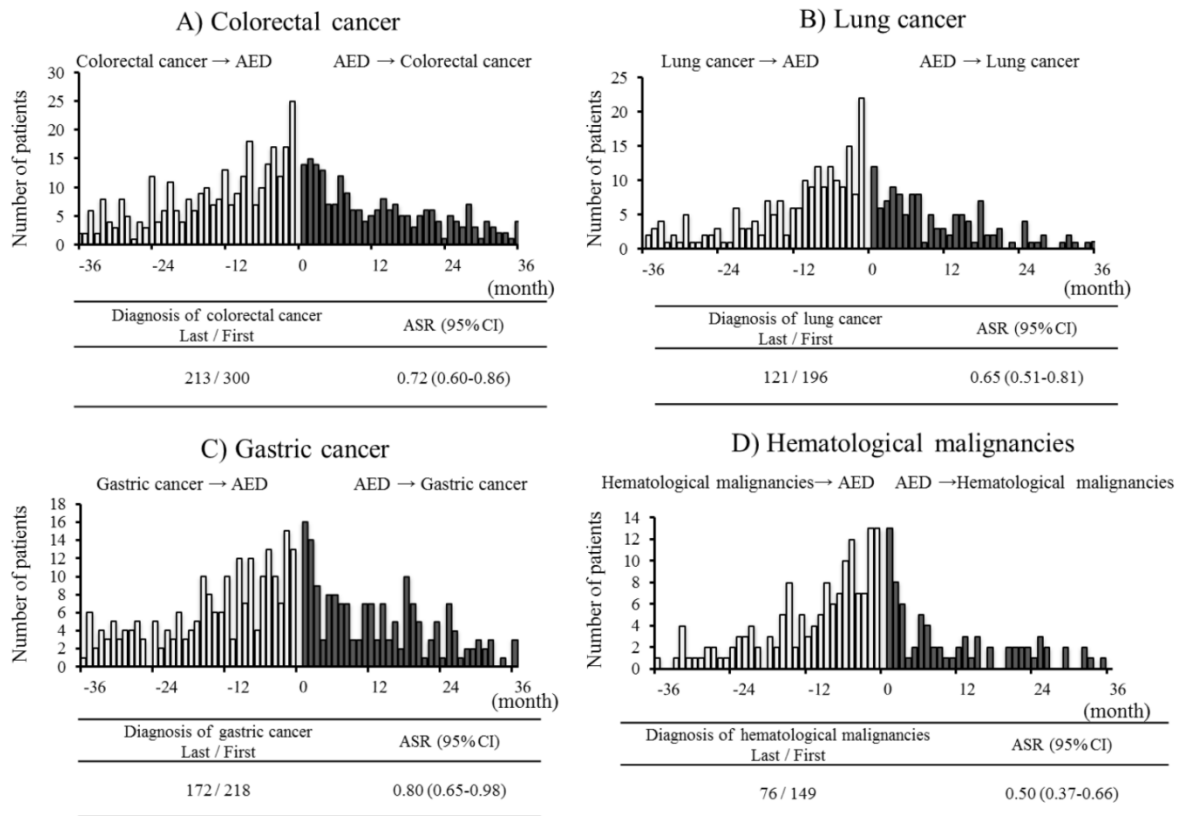 A) Colorectal cancer
Colorectal cancer → AED AED → Colorectal cancer
Number of patients
30
25
20
15
10
5
0
-36 -24 -12 0 12 24 36
(month)
Diagnosis of colorectal cancer
Last / First
ASR (95% CI)
213 / 300 0.72 (0.60-0.86)
B) Lung cancer
Lung cancer → AED AED → Lung cancer
Number of patients
25
20
15
10
5
0
-36 -24 -12 0 12 24 36
(month)
Diagnosis of lung cancer
Last / First
ASR (95% CI)
121 / 196 0.65 (0.51-0.81)
C) Gastric cancer
Gastric cancer → AED AED → Gastric cancer
Number of patients
18
16
14
12
10
8
6
4
2
0
-36 -24 -12 0 12 24 36
(month)
Diagnosis of gastric cancer
Last / First
ASR (95% CI)
172 / 218 0.80 (0.65-0.98)
D) Hematological malignancies
Hematological malignancies→ AED AED →Hematological malignancies
Number of patients
14
12
10
8
6
4
2
0
-36 -24 -12 0 12 24 36
(month)
Diagnosis of hematological malignancies
Last / First
ASR (95% CI)
76 / 149 0.50 (0.37-0.66)